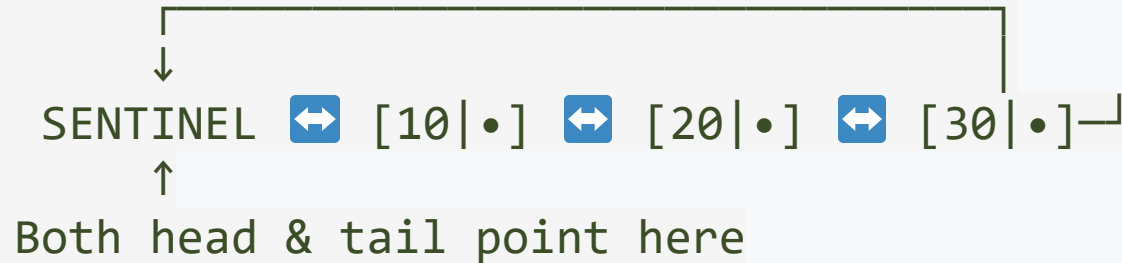 SENTINEL ↔️ [10|•] ↔️ [20|•] ↔️ [30|•]─┘
Both head & tail point here